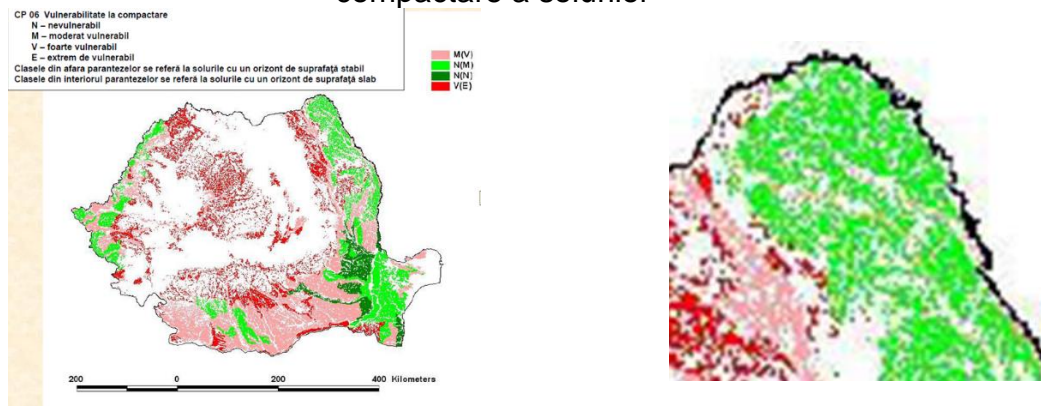 compactare a solurilor
CP 06 Vulnerabilitate la compactare
N – nevulnerabil
M – moderat vulnerabil
V – foarte vulnerabil
E – extrem de vulnerabil
Clasele din afara parantezelor se referă la solurile cu un orizont de suprafaţă stabil
Clasele din interiorul parantezelor se referă la solurile cu un orizont de suprafaţă slab
M(V)
N(M)
N(N)
V(E)
200 0 200 400 Kilometers